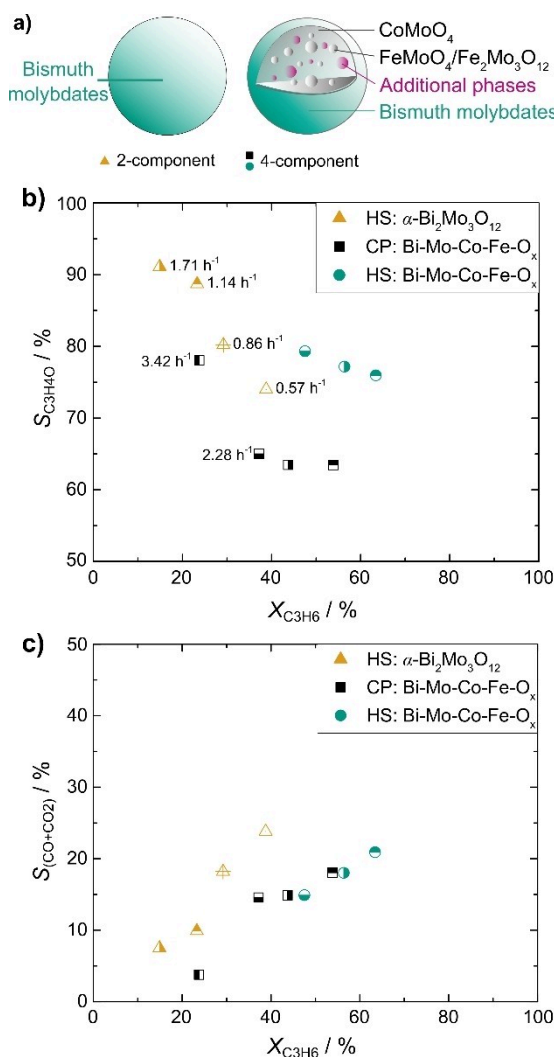 a)
CoMoO₄
FeMoO₄/Fe₂Mo₃O₁₂
Additional phases
Bismuth molybdates
Bismuth
molybdates
2-component
4-component
b)
100
90
80
70
60
50
S_C3H4O / %
HS: α-Bi₂Mo₃O₁₂
CP: Bi-Mo-Co-Fe-Oₓ
HS: Bi-Mo-Co-Fe-Oₓ
1.71 h⁻¹
1.14 h⁻¹
0.86 h⁻¹
3.42 h⁻¹
0.57 h⁻¹
2.28 h⁻¹
0 20 40 60 80 100
X_C3H6 / %
c)
50
40
30
20
10
0
S_(CO+CO2) / %
HS: α-Bi₂Mo₃O₁₂
CP: Bi-Mo-Co-Fe-Oₓ
HS: Bi-Mo-Co-Fe-Oₓ
0 20 40 60 80 100
X_C3H6 / %